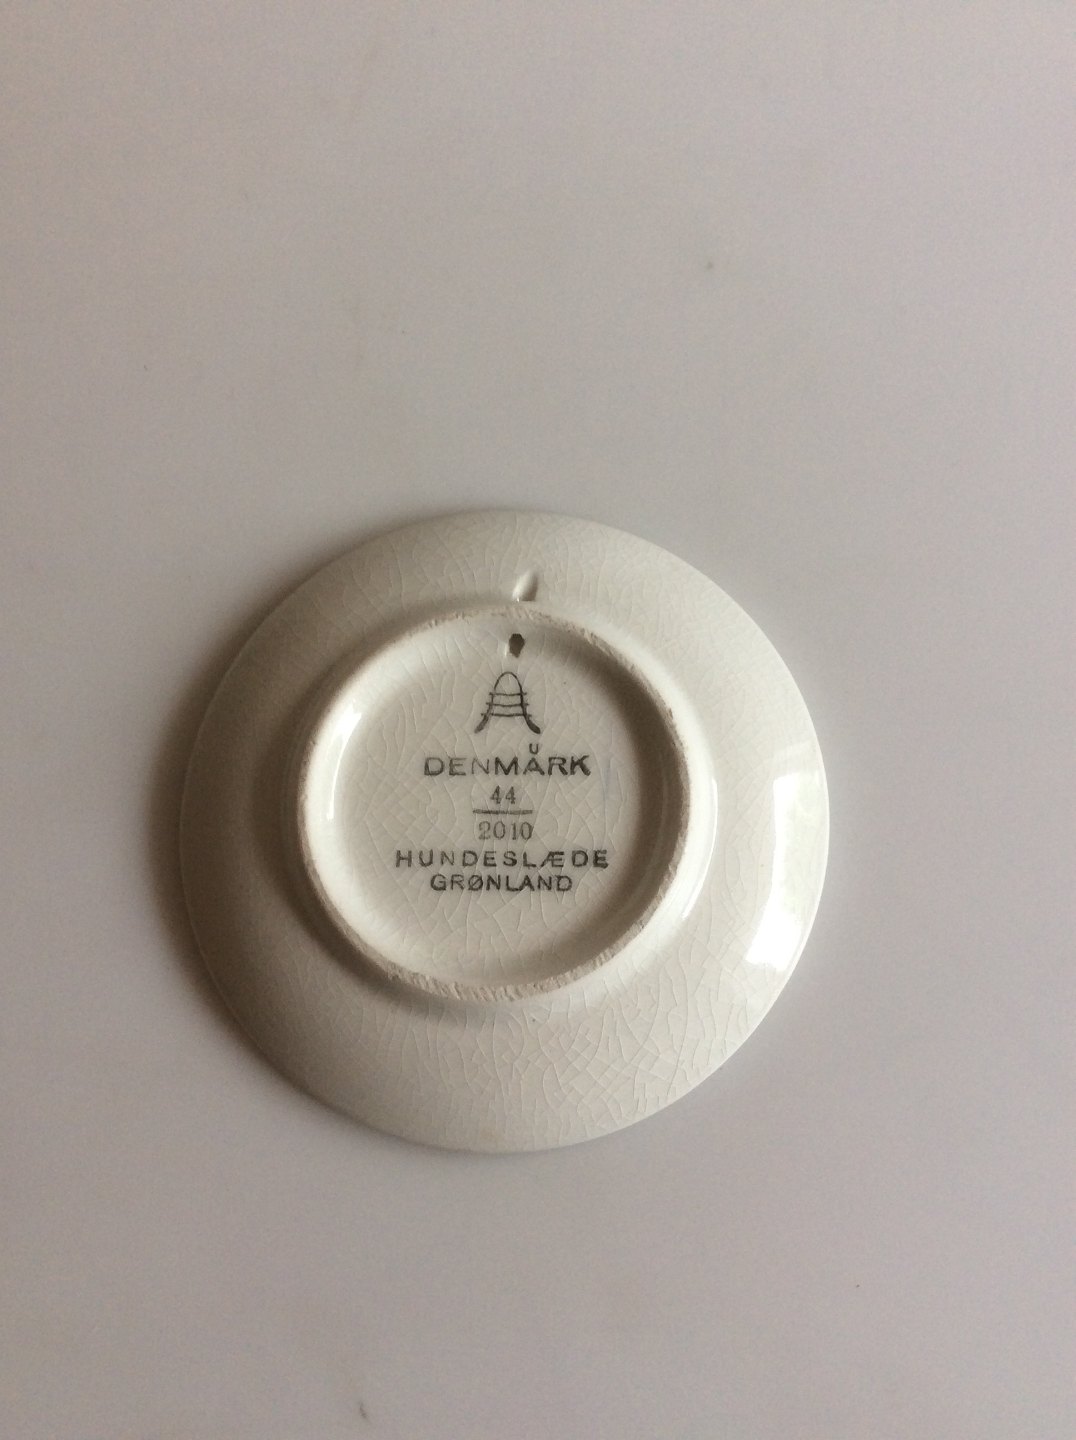 U
DENMARK
44
2010
HUNDESLÆDE
GRØNLAND